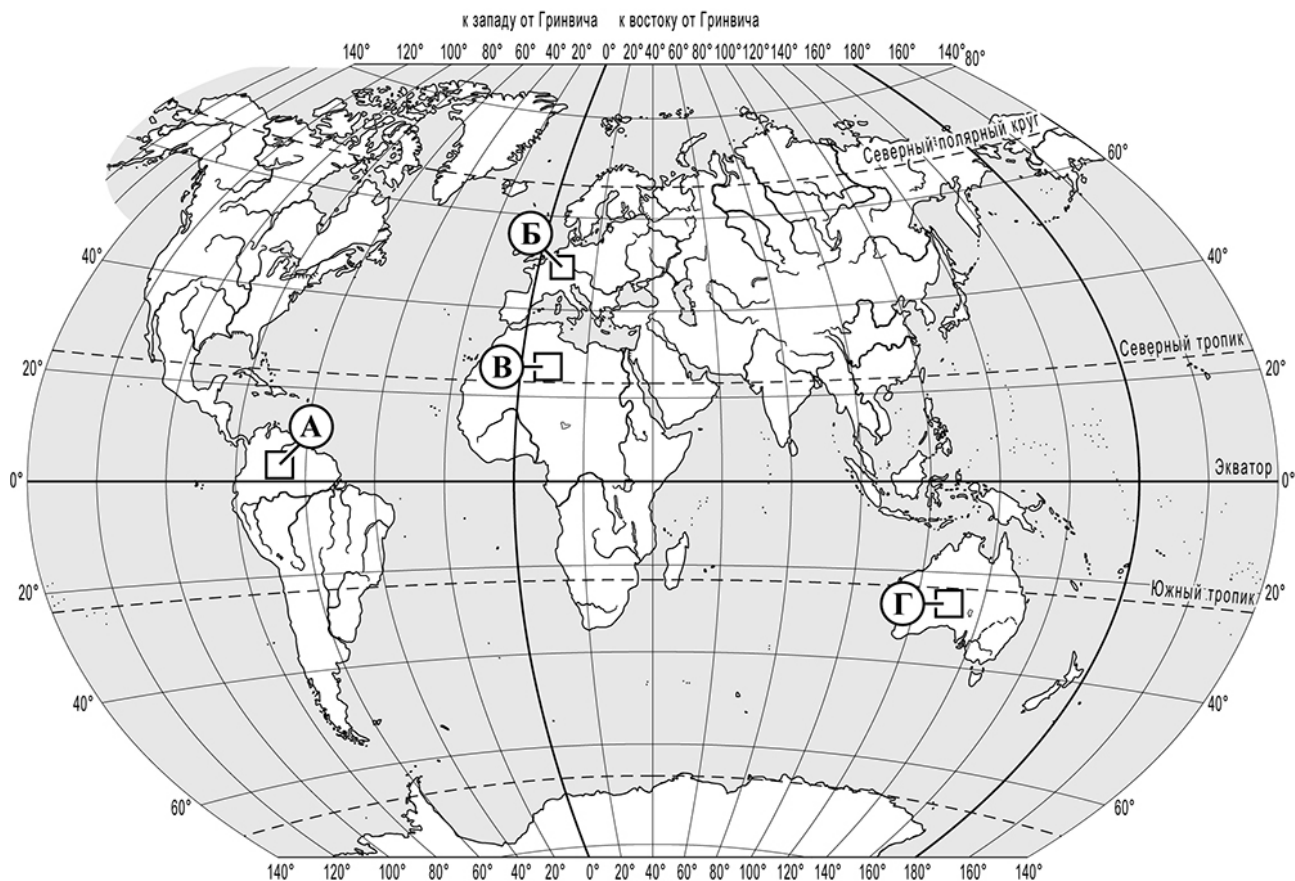 к западу от Гринвича к востоку от Гринвича
140° 120° 100° 80° 60° 40° 20° 0° 20° 40° 60° 80° 100° 120° 140° 160° 180° 160° 140° 80°
Северный полярный круг
60°
Б
40° 40°
Северный тропик
В
20° 20°
А
Экватор
0° 0°
Г
Южный тропик
20° 20°
40° 40°
60° 60°
140° 120° 100° 80° 60° 40° 20° 0° 20° 40° 60° 80° 100° 120° 140° 160° 180° 160° 140°